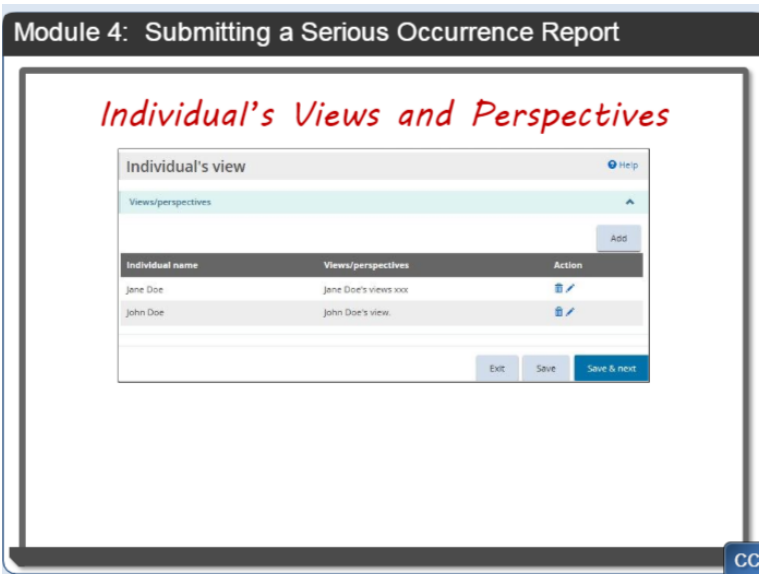 Module 4: Submitting a Serious Occurrence Report
Individual's Views and Perspectives
Individual's view
Help
Views/perspectives
Add
Individual name Views/perspectives Action
Jane Doe Jane Doe's views xxx
John Doe John Doe's view.
Exit Save Save & next
CC